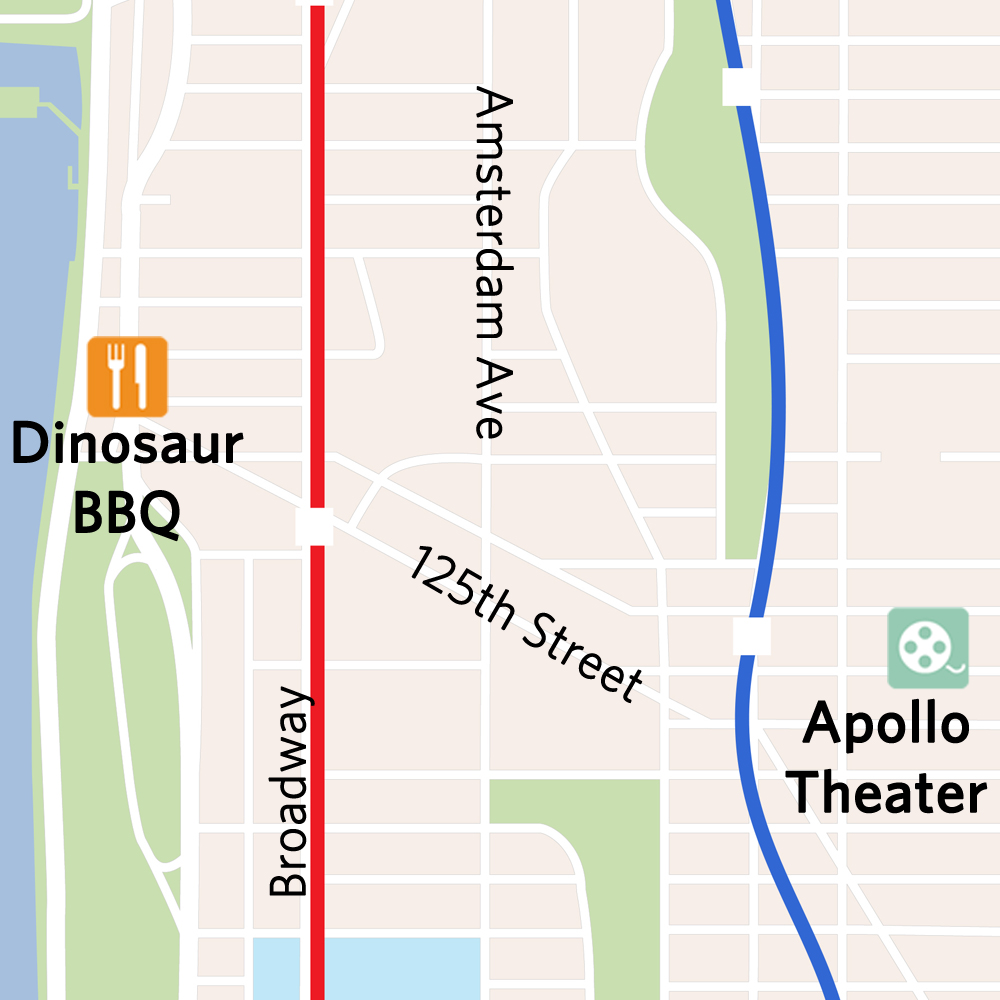 Amsterdam Ave
Dinosaur
BBQ
125th Street
Broadway
Apollo
Theater